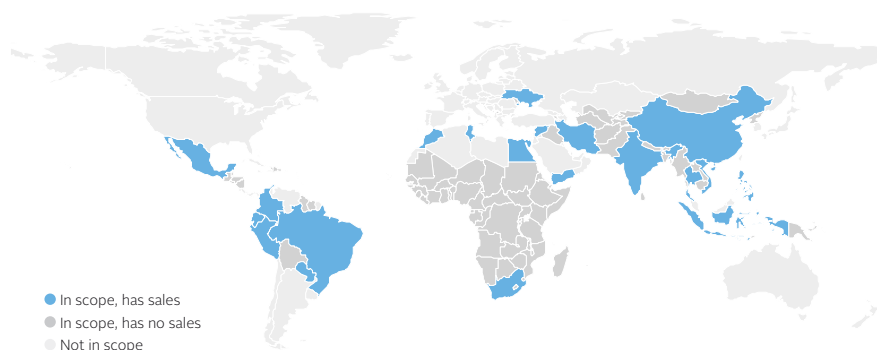 In scope, has sales
In scope, has no sales
Not in scope